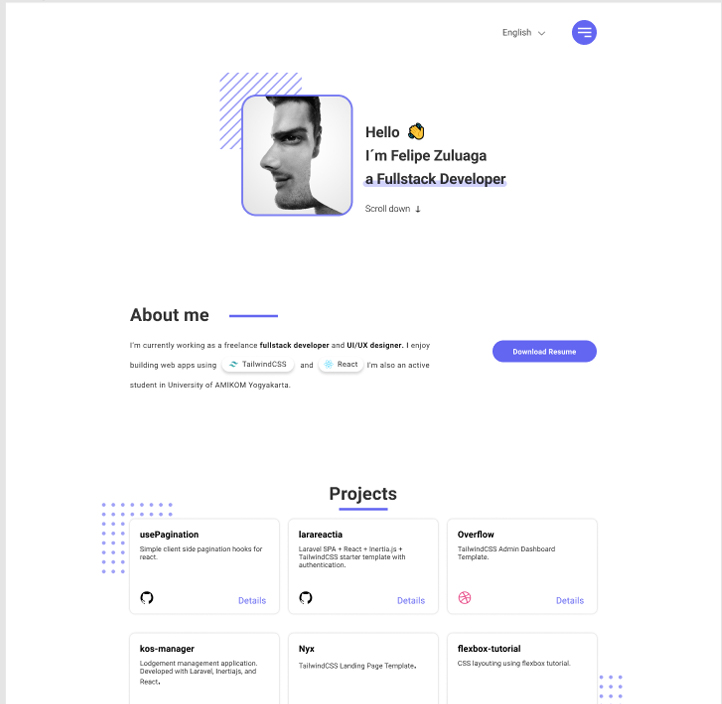 English
Hello
I´m Felipe Zuluaga
a Fullstack Developer
Scroll down ↓
About me
I'm currently working as a freelance fullstack developer and UI/UX designer. I enjoy
building web apps using TailwindCSS and React I'm also an active
student in University of AMIKOM Yogyakarta.
Download Resume
Projects
usePagination
Simple client side pagination hooks for
react.
Details
larareactia
Laravel SPA + React + Inertia.js +
TailwindCSS starter template with
authentication.
Details
Overflow
TailwindCSS Admin Dashboard
Template.
Details
kos-manager
Lodgement management application.
Developed with Laravel, Inertiajs, and
React.
Nyx
TailwindCSS Landing Page Template.
flexbox-tutorial
CSS layouting using flexbox tutorial.